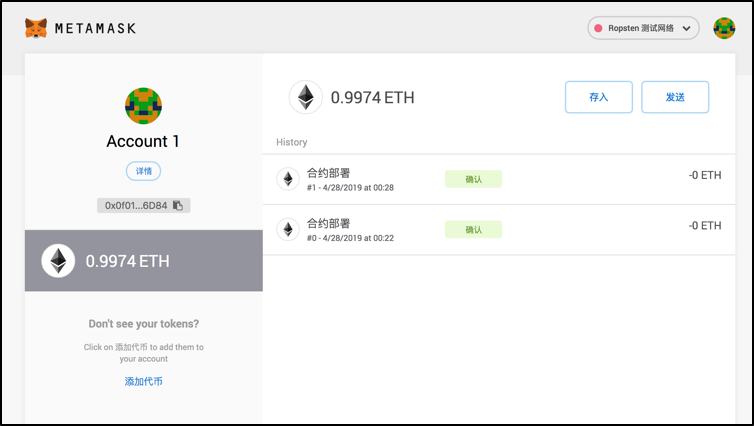 METAMASK
Ropsten 测试网络
Account 1
详情
0x0f01...6D84
0.9974 ETH
Don't see your tokens?
Click on 添加代币 to add them to
your account
添加代币
0.9974 ETH
存入
发送
History
合约部署
#1 - 4/28/2019 at 00:28
确认
-0 ETH
合约部署
#0 - 4/28/2019 at 00:22
确认
-0 ETH